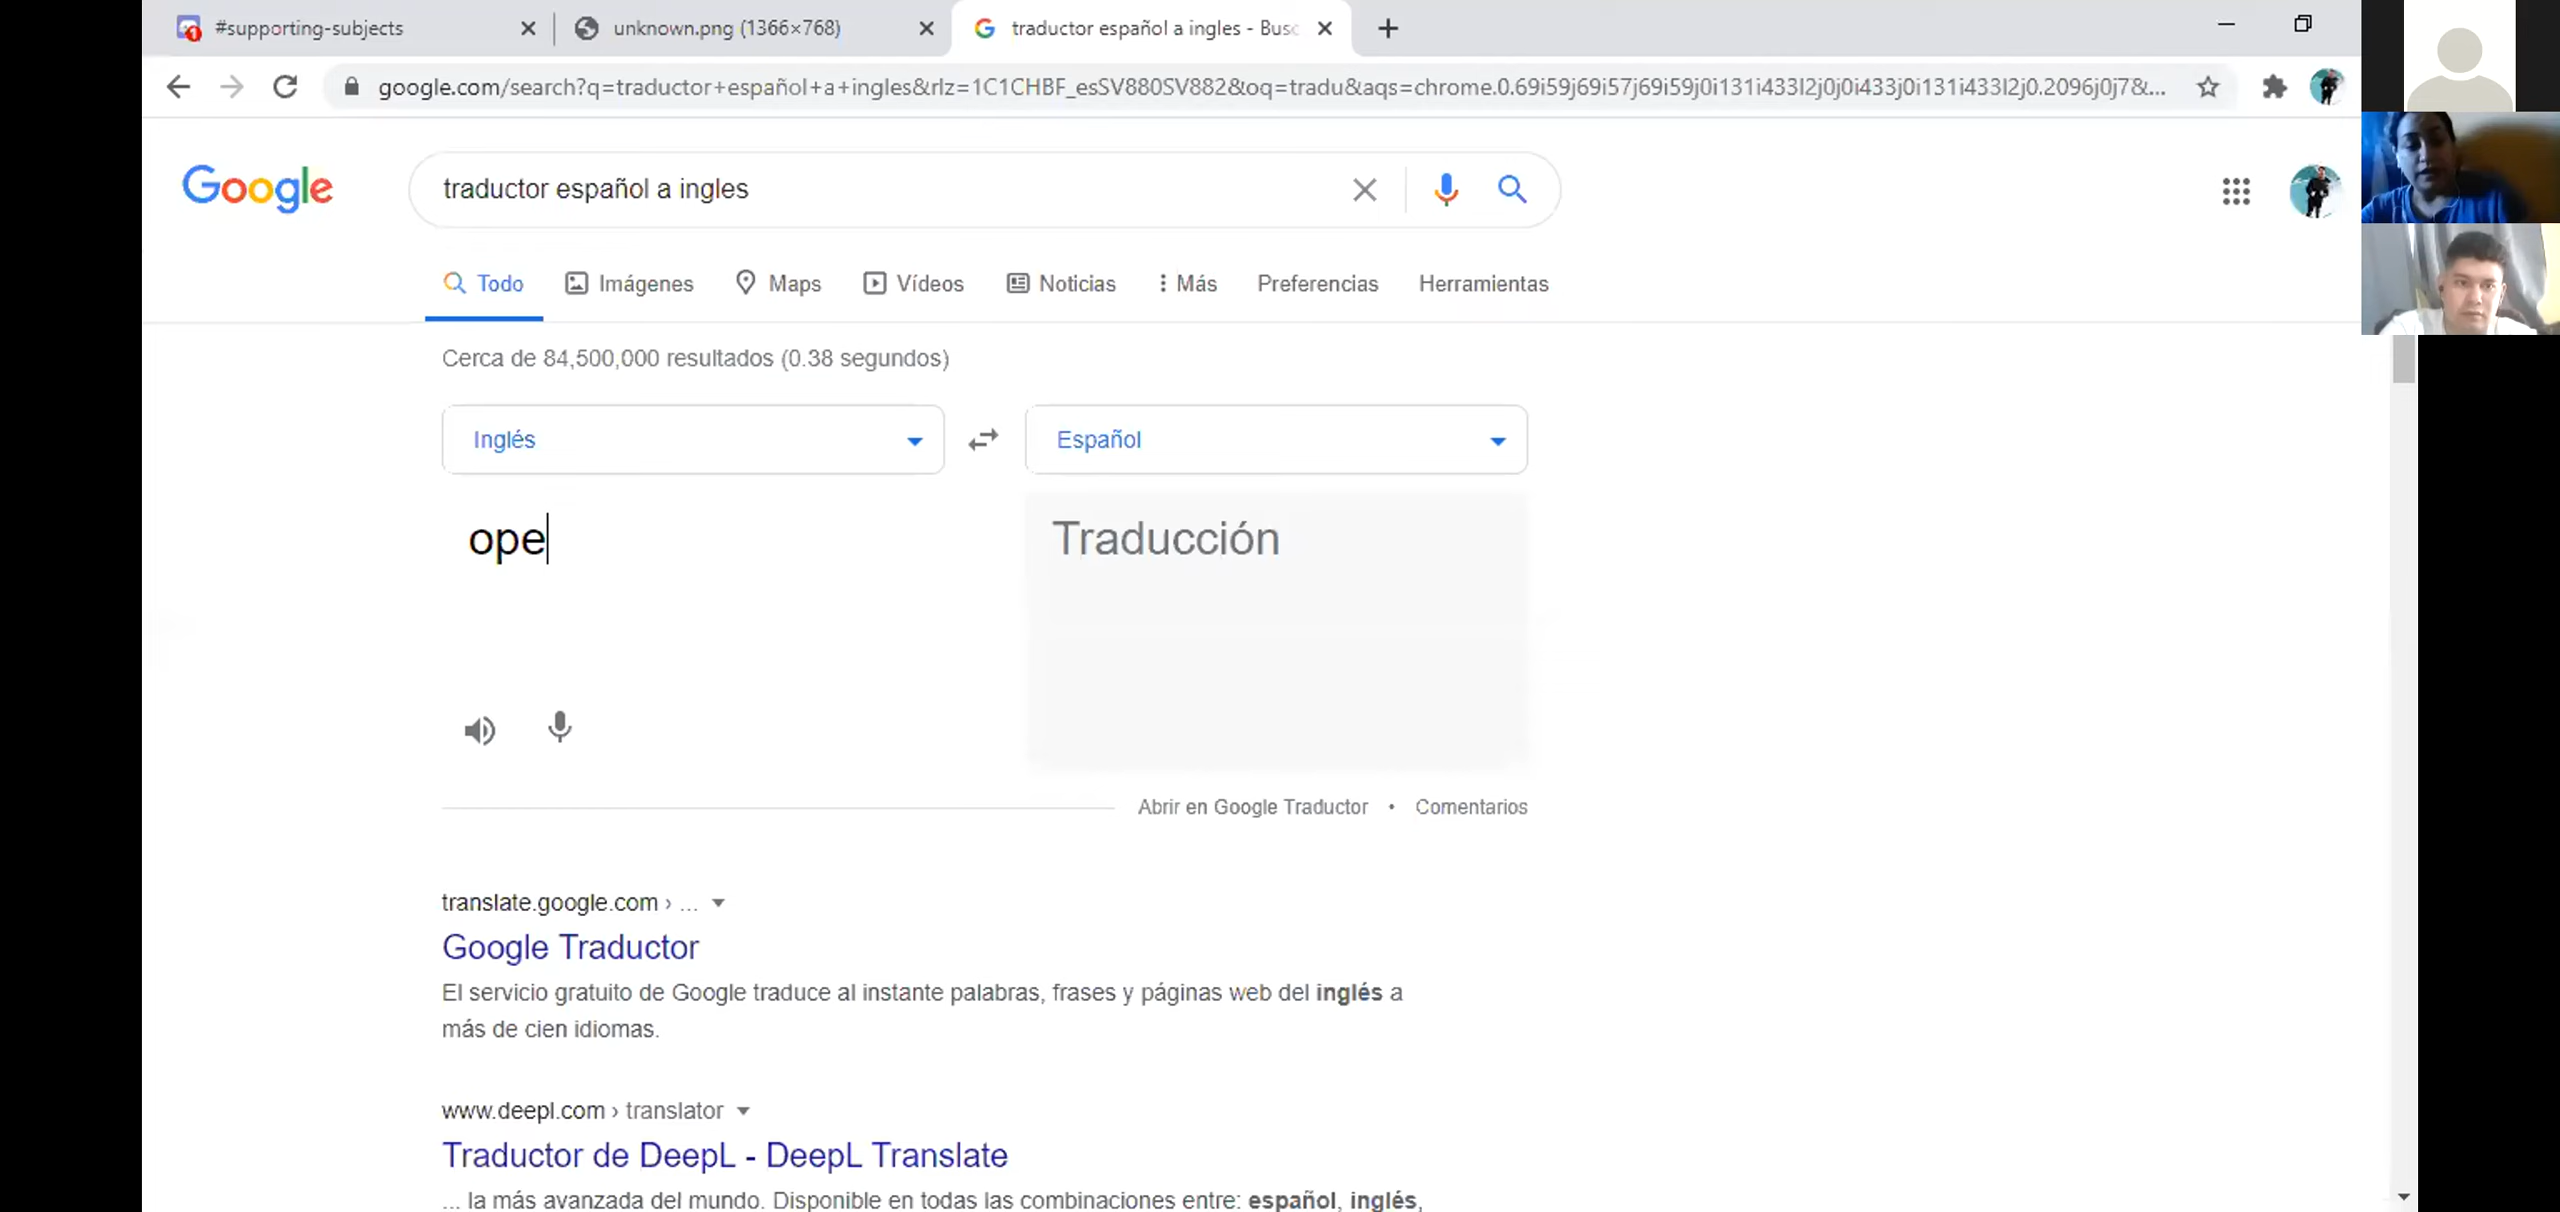 #supporting-subjects
unknown.png (1366×768)
traductor español a ingles - Busc
google.com/search?q=traductor+español+a+ingles&rlz=1C1CHBF_esSV880SV882&oq=tradu&aqs=chrome.0.69i59j69i57j69i59j0i131i433l2j0j0i433j0i131i433l2j0.2096j0j7&...
Google
traductor español a ingles
Todo
Imágenes
Maps
Vídeos
Noticias
Más
Preferencias
Herramientas
Cerca de 84,500,000 resultados (0.38 segundos)
Inglés
Español
ope
Traducción
Abrir en Google Traductor • Comentarios
translate.google.com › ...
Google Traductor
El servicio gratuito de Google traduce al instante palabras, frases y páginas web del inglés a
más de cien idiomas.
www.deepl.com › translator
Traductor de DeepL - DeepL Translate
... la más avanzada del mundo. Disponible en todas las combinaciones entre: español, inglés,